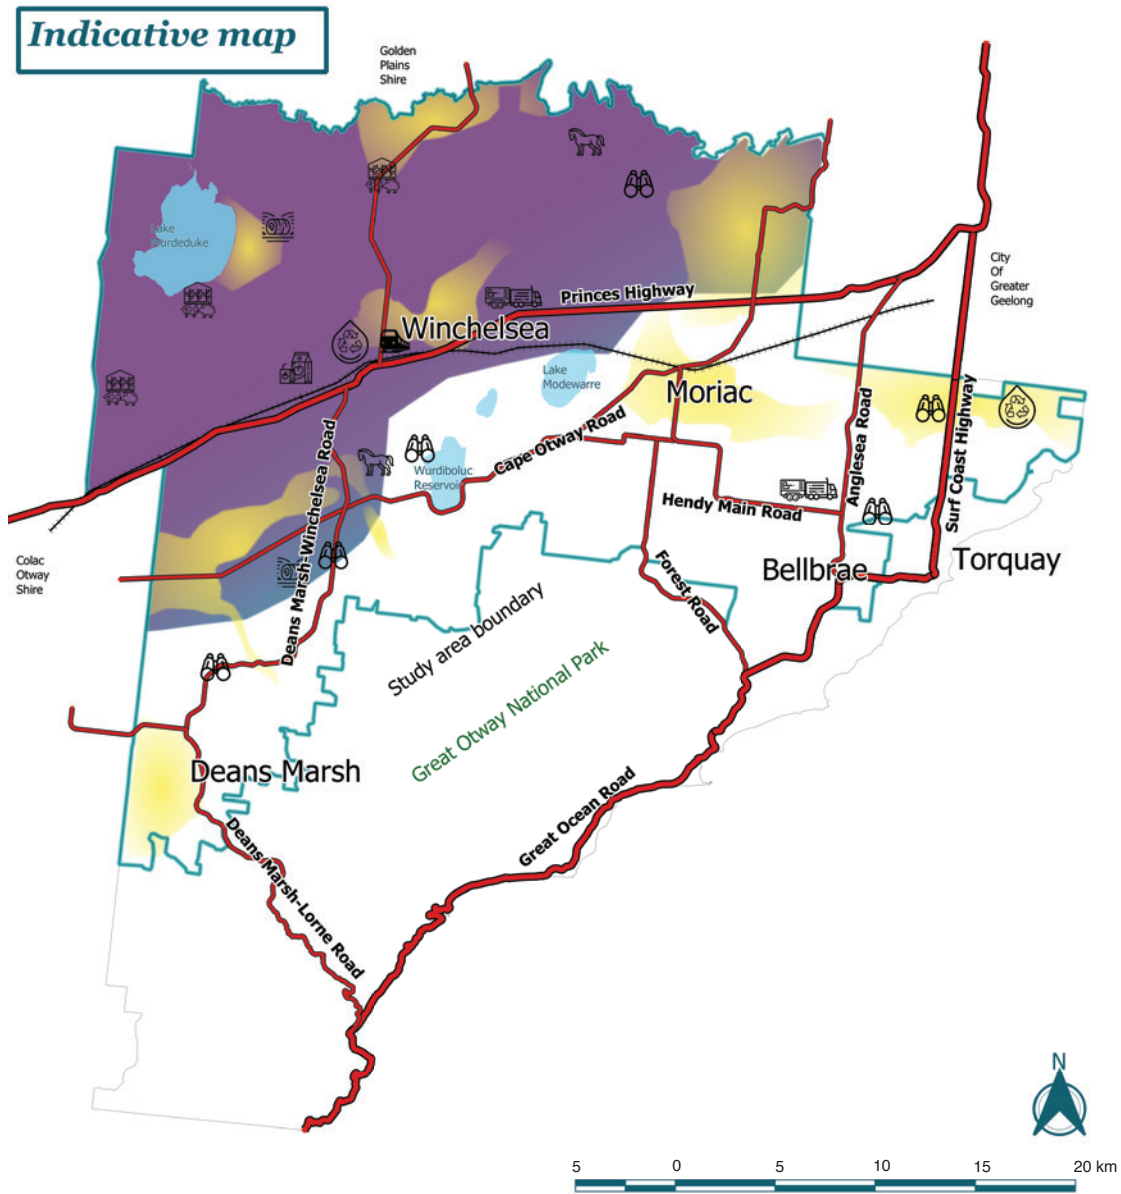 Indicative map
Golden
Plains
Shire
Lake
Murdeduke
City
Of
Greater
Geelong
Princes Highway
Winchelsea
Lake
Modewarre
Moriac
Cape Otway Road
Deans Marsh-Winchelsea Road
Wurdiboluc
Reservoir
Anglesea Road
Surf Coast Highway
Hendy Main Road
Colac
Otway
Shire
Forest Road
Bellbrae
Torquay
Study area boundary
Great Otway National Park
Deans Marsh
Great Ocean Road
Deans Marsh-Lorne Road
N
5 0 5 10 15 20 km